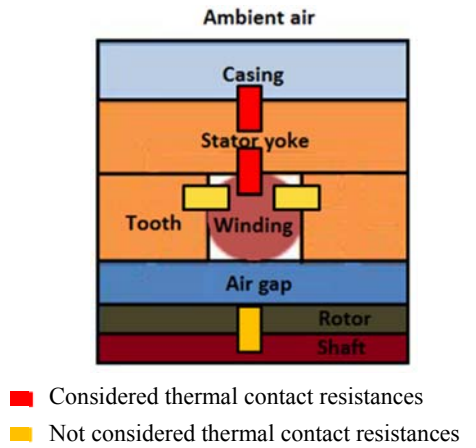 Ambient air
Casing
Stator yoke
Tooth
Winding
Air gap
Rotor
Shaft
Considered thermal contact resistances
Not considered thermal contact resistances